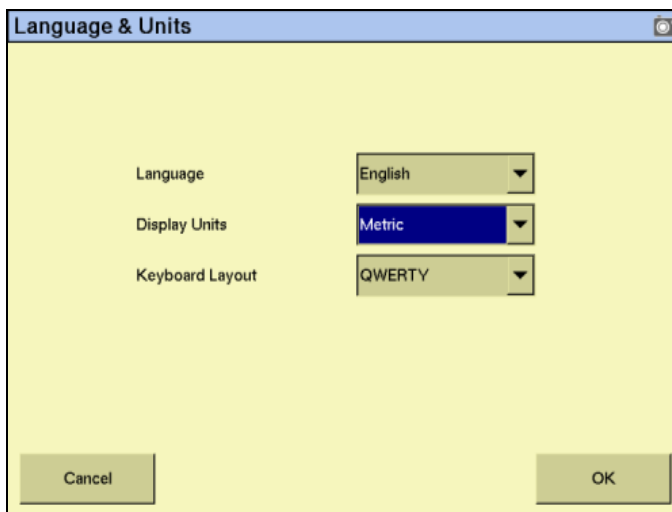 Language & Units
Language English
Display Units Metric
Keyboard Layout QWERTY
Cancel OK